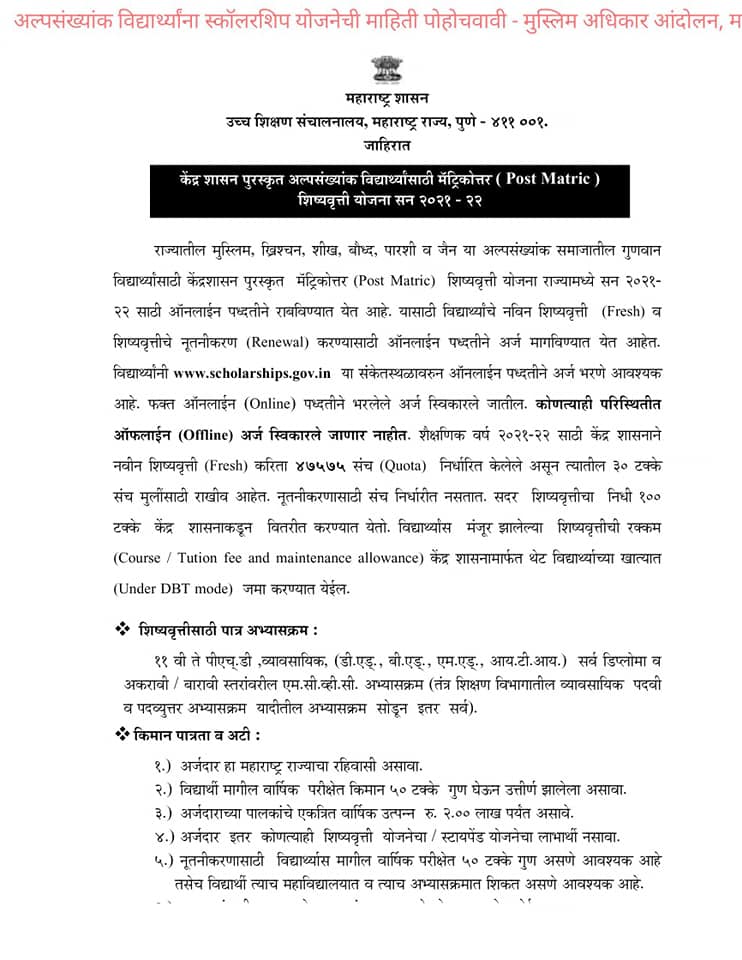 अल्पसंख्यांक विद्यार्थ्यांना स्कॉलरशिप योजनेची माहिती पोहोचवावी - मुस्लिम अधिकार आंदोलन, म
महाराष्ट्र शासन
उच्च शिक्षण संचालनालय, महाराष्ट्र राज्य, पुणे - ४११ ००१.
जाहिरात
केंद्र शासन पुरस्कृत अल्पसंख्यांक विद्यार्थ्यांसाठी मॅट्रिकोत्तर ( Post Matric )
शिष्यवृत्ती योजना सन २०२१ - २२
राज्यातील मुस्लिम, ख्रिश्चन, शीख, बौध्द, पारशी व जैन या अल्पसंख्यांक समाजातील गुणवान
विद्यार्थ्यांसाठी केंद्रशासन पुरस्कृत मॅट्रिकोत्तर (Post Matric) शिष्यवृत्ती योजना राज्यामध्ये सन २०२१-
२२ साठी ऑनलाईन पध्दतीने राबविण्यात येत आहे. यासाठी विद्यार्थ्यांचे नविन शिष्यवृत्ती (Fresh) व
शिष्यवृत्तीचे नूतनीकरण (Renewal) करण्यासाठी ऑनलाईन पध्दतीने अर्ज मागविण्यात येत आहेत.
विद्यार्थ्यांनी www.scholarships.gov.in या संकेतस्थळावरुन ऑनलाईन पध्दतीने अर्ज भरणे आवश्यक
आहे. फक्त ऑनलाईन (Online) पध्दतीने भरलेले अर्ज स्विकारले जातील. कोणत्याही परिस्थितीत
ऑफलाईन (Offline) अर्ज स्विकारले जाणार नाहीत. शैक्षणिक वर्ष २०२१-२२ साठी केंद्र शासनाने
नवीन शिष्यवृत्ती (Fresh) करिता ४७५७५ संच (Quota) निर्धारित केलेले असून त्यातील ३० टक्के
संच मुलींसाठी राखीव आहेत. नूतनीकरणासाठी संच निर्धारीत नसतात. सदर शिष्यवृत्तीचा निधी १००
टक्के केंद्र शासनाकडून वितरीत करण्यात येतो. विद्यार्थ्यास मंजूर झालेल्या शिष्यवृत्तीची रक्कम
(Course / Tution fee and maintenance allowance) केंद्र शासनामार्फत थेट विद्यार्थ्याच्या खात्यात
(Under DBT mode) जमा करण्यात येईल.
❖ शिष्यवृत्तीसाठी पात्र अभ्यासक्रम :
११ वी ते पीएच्.डी ,व्यावसायिक, (डी.एड्., बी.एड्., एम.एड्., आय.टी.आय.) सर्व डिप्लोमा व
अकरावी / बारावी स्तरांवरील एम.सी.व्ही.सी. अभ्यासक्रम (तंत्र शिक्षण विभागातील व्यावसायिक पदवी
व पदव्युत्तर अभ्यासक्रम यादीतील अभ्यासक्रम सोडून इतर सर्व).
❖ किमान पात्रता व अटी :
१.) अर्जदार हा महाराष्ट्र राज्याचा रहिवासी असावा.
२.) विद्यार्थी मागील वार्षिक परीक्षेत किमान ५० टक्के गुण घेऊन उत्तीर्ण झालेला असावा.
३.) अर्जदाराच्या पालकांचे एकत्रित वार्षिक उत्पन्न रु. २.०० लाख पर्यंत असावे.
४.) अर्जदार इतर कोणत्याही शिष्यवृत्ती योजनेचा / स्टायपेंड योजनेचा लाभार्थी नसावा.
५.) नूतनीकरणासाठी विद्यार्थ्यास मागील वार्षिक परीक्षेत ५० टक्के गुण असणे आवश्यक आहे
तसेच विद्यार्थी त्याच महाविद्यालयात व त्याच अभ्यासक्रमात शिकत असणे आवश्यक आहे.